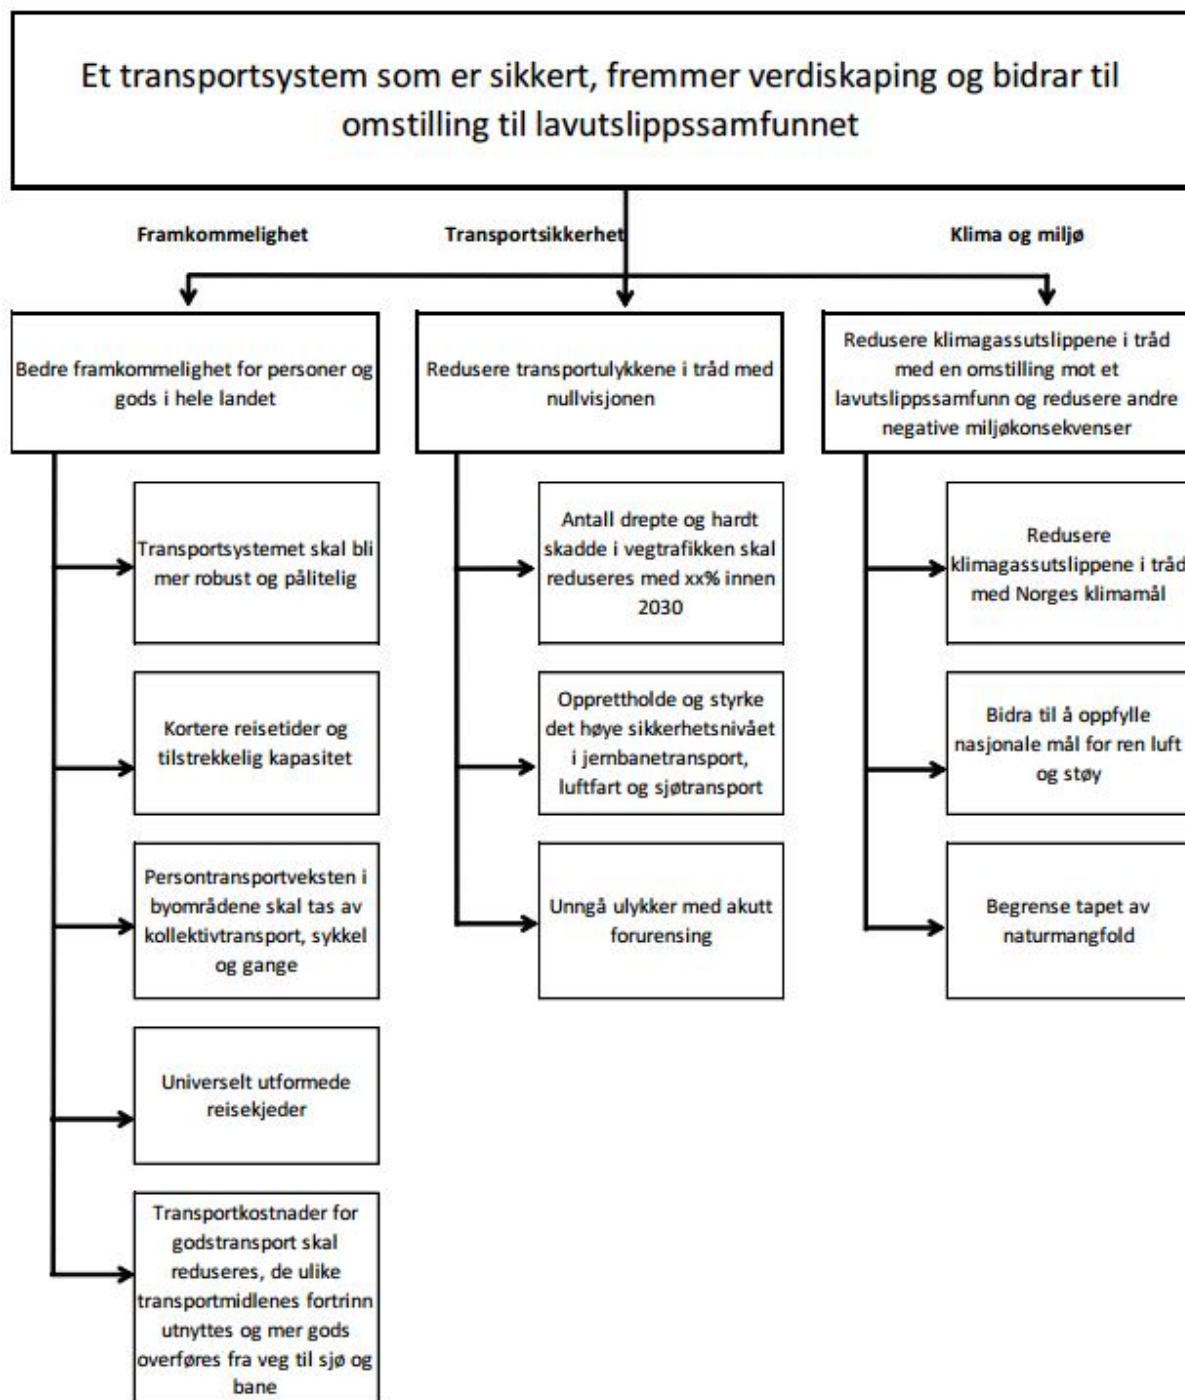 Et transportsystem som er sikkert, fremmer verdiskaping og bidrar til
omstilling til lavutslippssamfunnet
Framkommelighet
Transportsikkerhet
Klima og miljø
Bedre framkommelighet for personer og
gods i hele landet
Redusere transportulykkene i tråd med
nullvisjonen
Redusere klimagassutslippene i tråd
med en omstilling mot et
lavutslippssamfunn og redusere andre
negative miljøkonsekvenser
Transportsystemet skal bli
mer robust og pålitelig
Kortere reisetider og
tilstrekkelig kapasitet
Persontransportveksten i
byområdene skal tas av
kollektivtransport, sykkel
og gange
Universelt utformede
reisekjeder
Transportkostnader for
godstransport skal
reduseres, de ulike
transportmidlenes fortrinn
utnyttes og mer gods
overføres fra veg til sjø og
bane
Antall drepte og hardt
skadde i vegtrafikken skal
reduseres med xx% innen
2030
Opprettholde og styrke
det høye sikkerhetsnivået
i jernbanetransport,
luftfart og sjøtransport
Unngå ulykker med akutt
forurensing
Redusere
klimagassutslippene i tråd
med Norges klimamål
Bidra til å oppfylle
nasjonale mål for ren luft
og støy
Begrense tapet av
naturmangfold